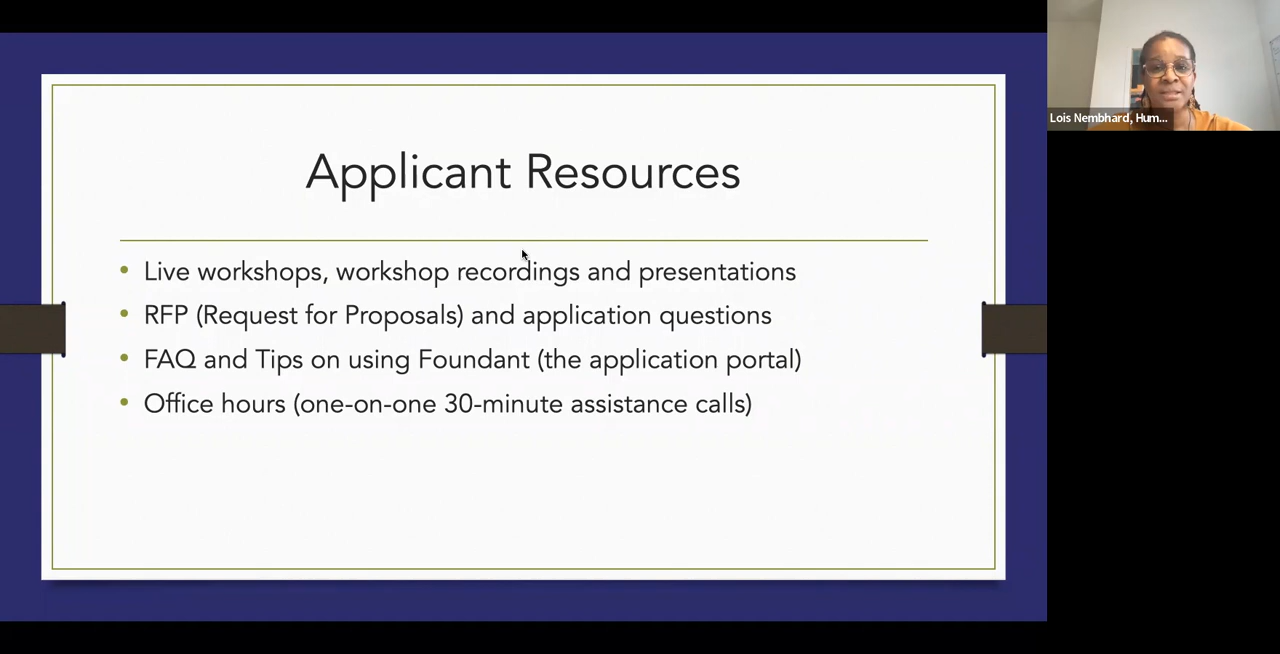 Applicant Resources
Live workshops, workshop recordings and presentations
RFP (Request for Proposals) and application questions
FAQ and Tips on using Foundant (the application portal)
Office hours (one-on-one 30-minute assistance calls)
Lois Nembhard, Hum...